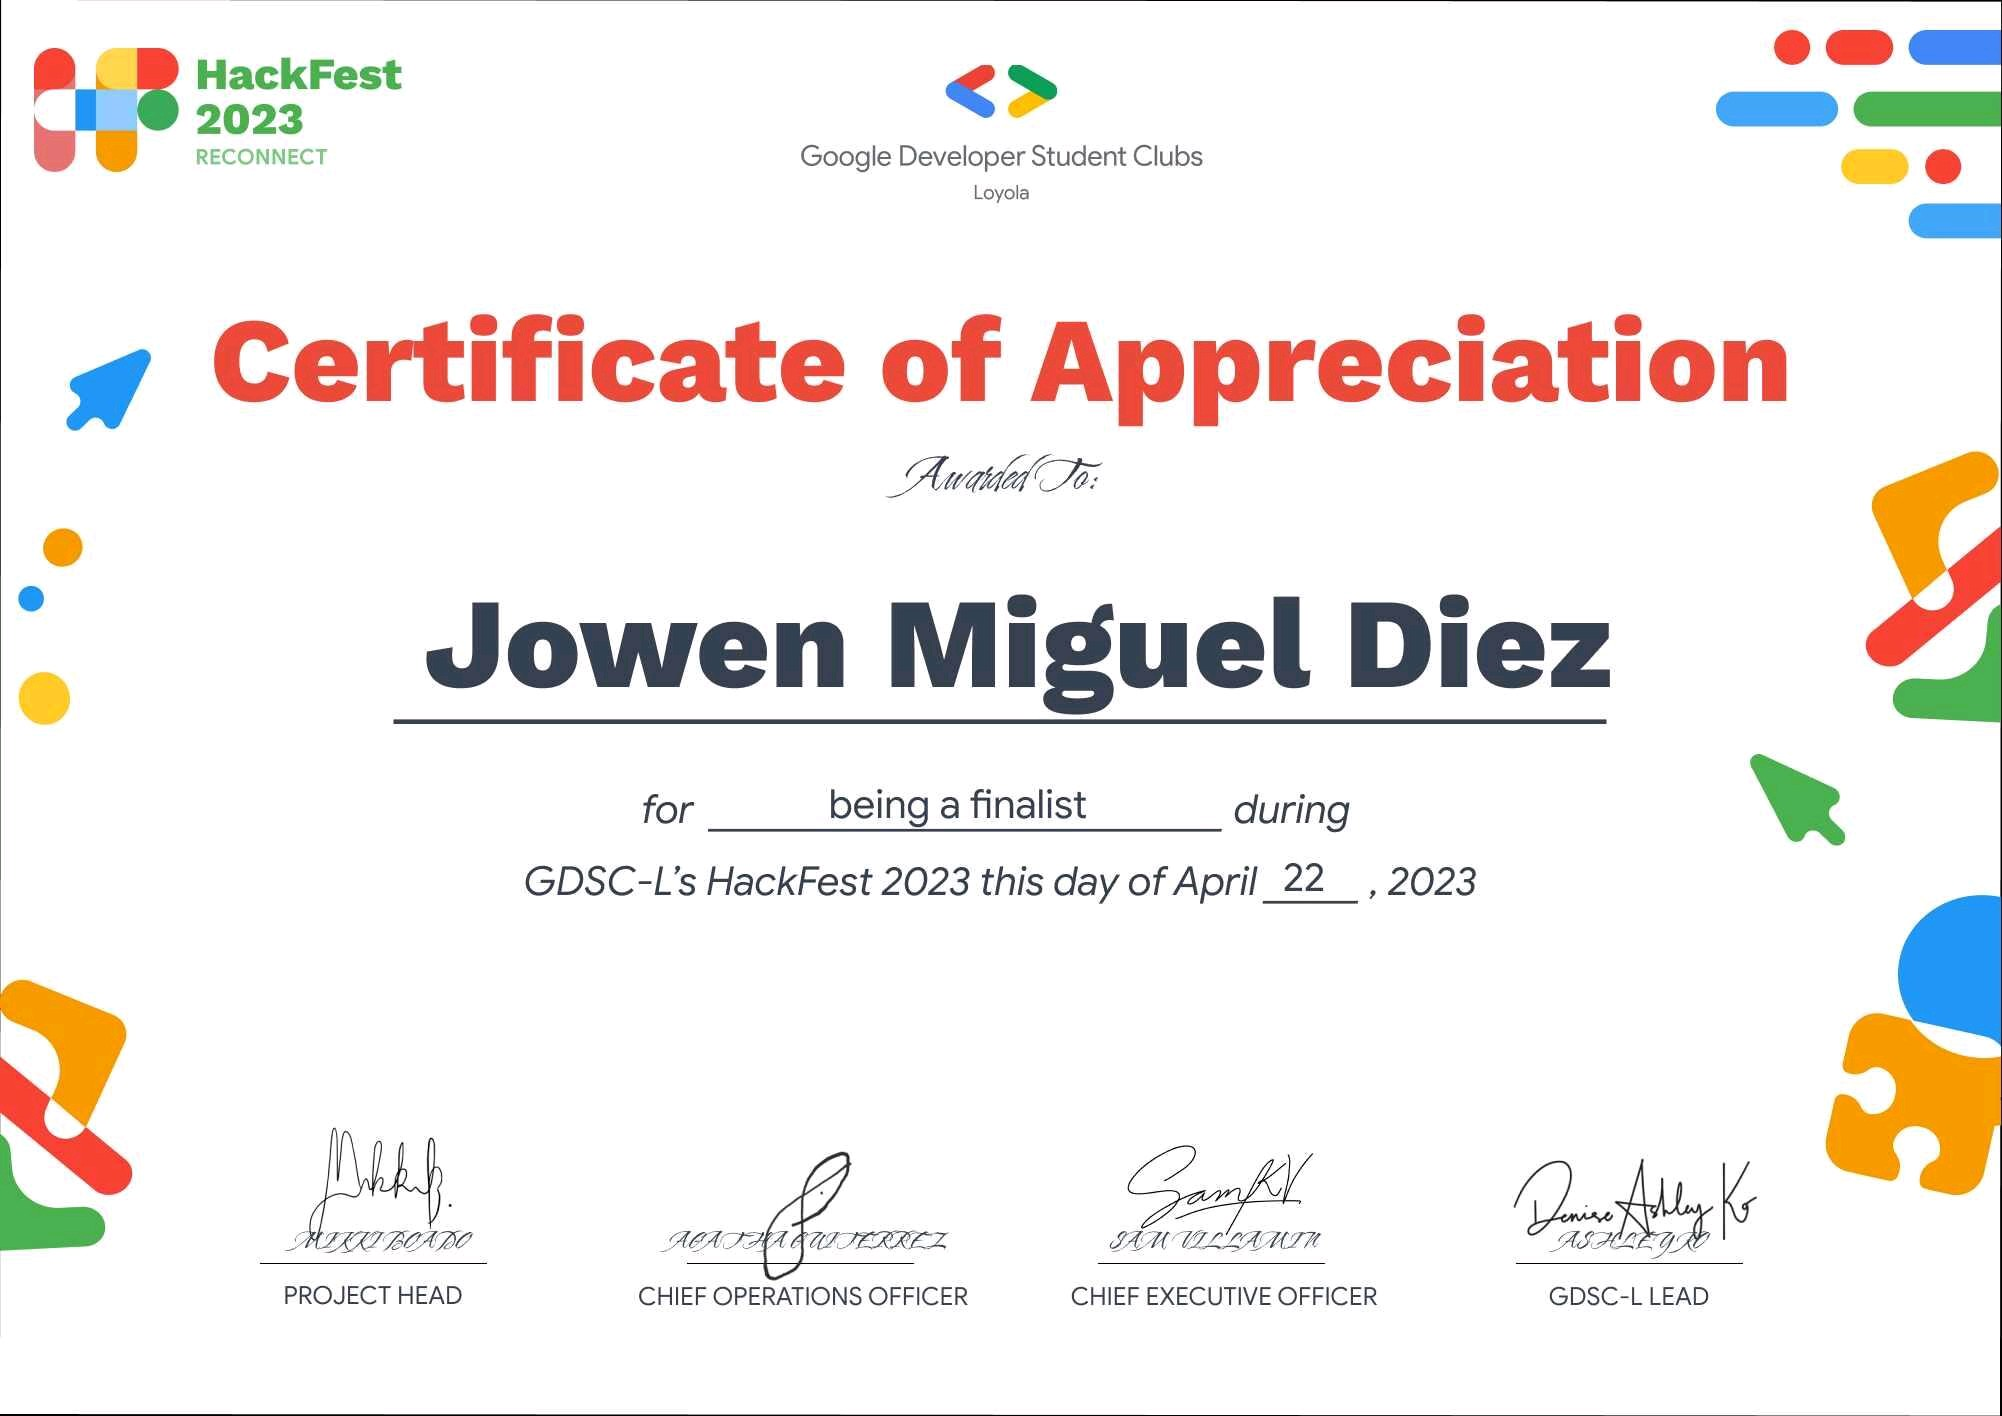 HackFest
2023
RECONNECT
Google Developer Student Clubs
Loyola
Certificate of Appreciation
Awarded To:
Jowen Miguel Diez
for being a finalist during
GDSC-L's HackFest 2023 this day of April 22 , 2023
Mikki B.
SamKV
Denise Ashley Ko
MIKKI BOADO
AGATHA GUITERREZ
SAM VILLAMIN
ASHLEY KO
PROJECT HEAD
CHIEF OPERATIONS OFFICER
CHIEF EXECUTIVE OFFICER
GDSC-L LEAD